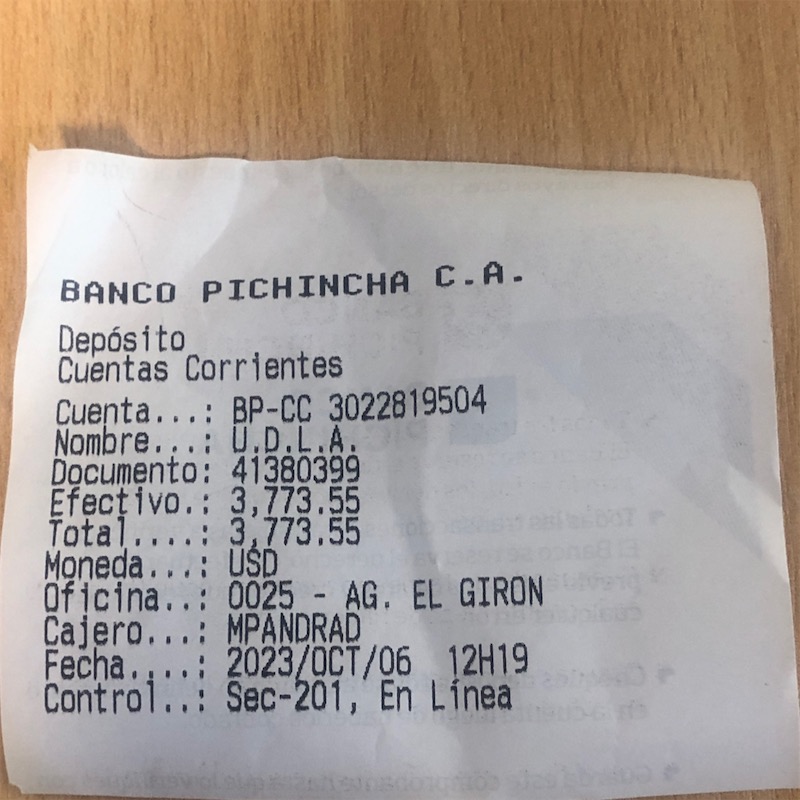 BANCO PICHINCHA C.A.
Depósito
Cuentas Corrientes
Cuenta...: BP-CC 3022819504
Nombre...: U.D.L.A.
Documento: 41380399
Efectivo.: 3,773.55
Total....: 3,773.55
Moneda...: USD
Oficina..: 0025 - AG. EL GIRON
Cajero...: MPANDRAD
Fecha....: 2023/OCT/06 12H19
Control..: Sec-201, En Línea